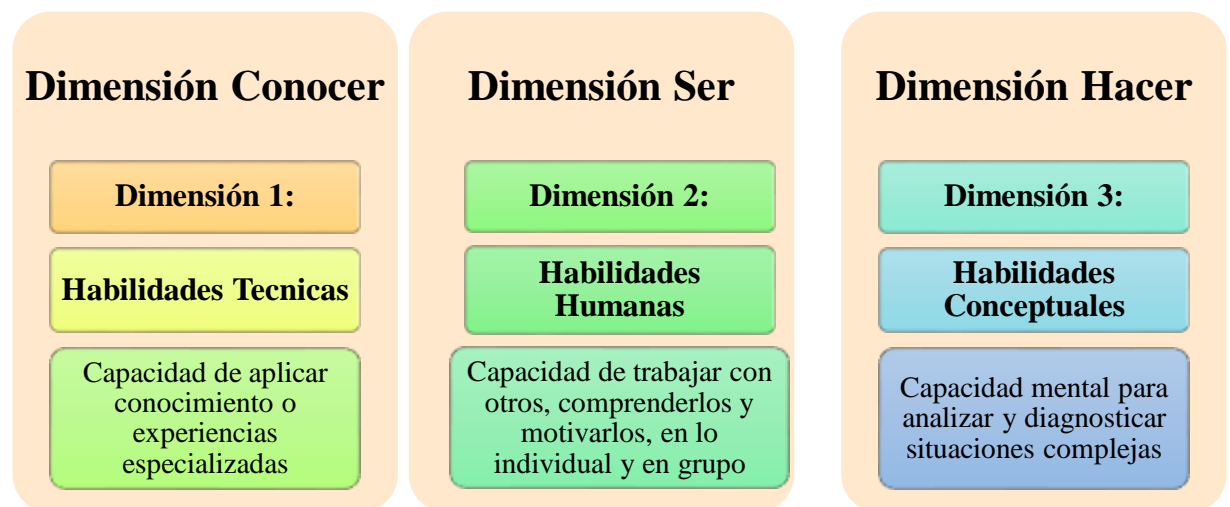 Dimensión Conocer
Dimensión 1:
Habilidades Tecnicas
Capacidad de aplicar
conocimiento o
experiencias
especializadas
Dimensión Ser
Dimensión 2:
Habilidades
Humanas
Capacidad de trabajar con
otros, comprenderlos y
motivarlos, en lo
individual y en grupo
Dimensión Hacer
Dimensión 3:
Habilidades
Conceptuales
Capacidad mental para
analizar y diagnosticar
situaciones complejas